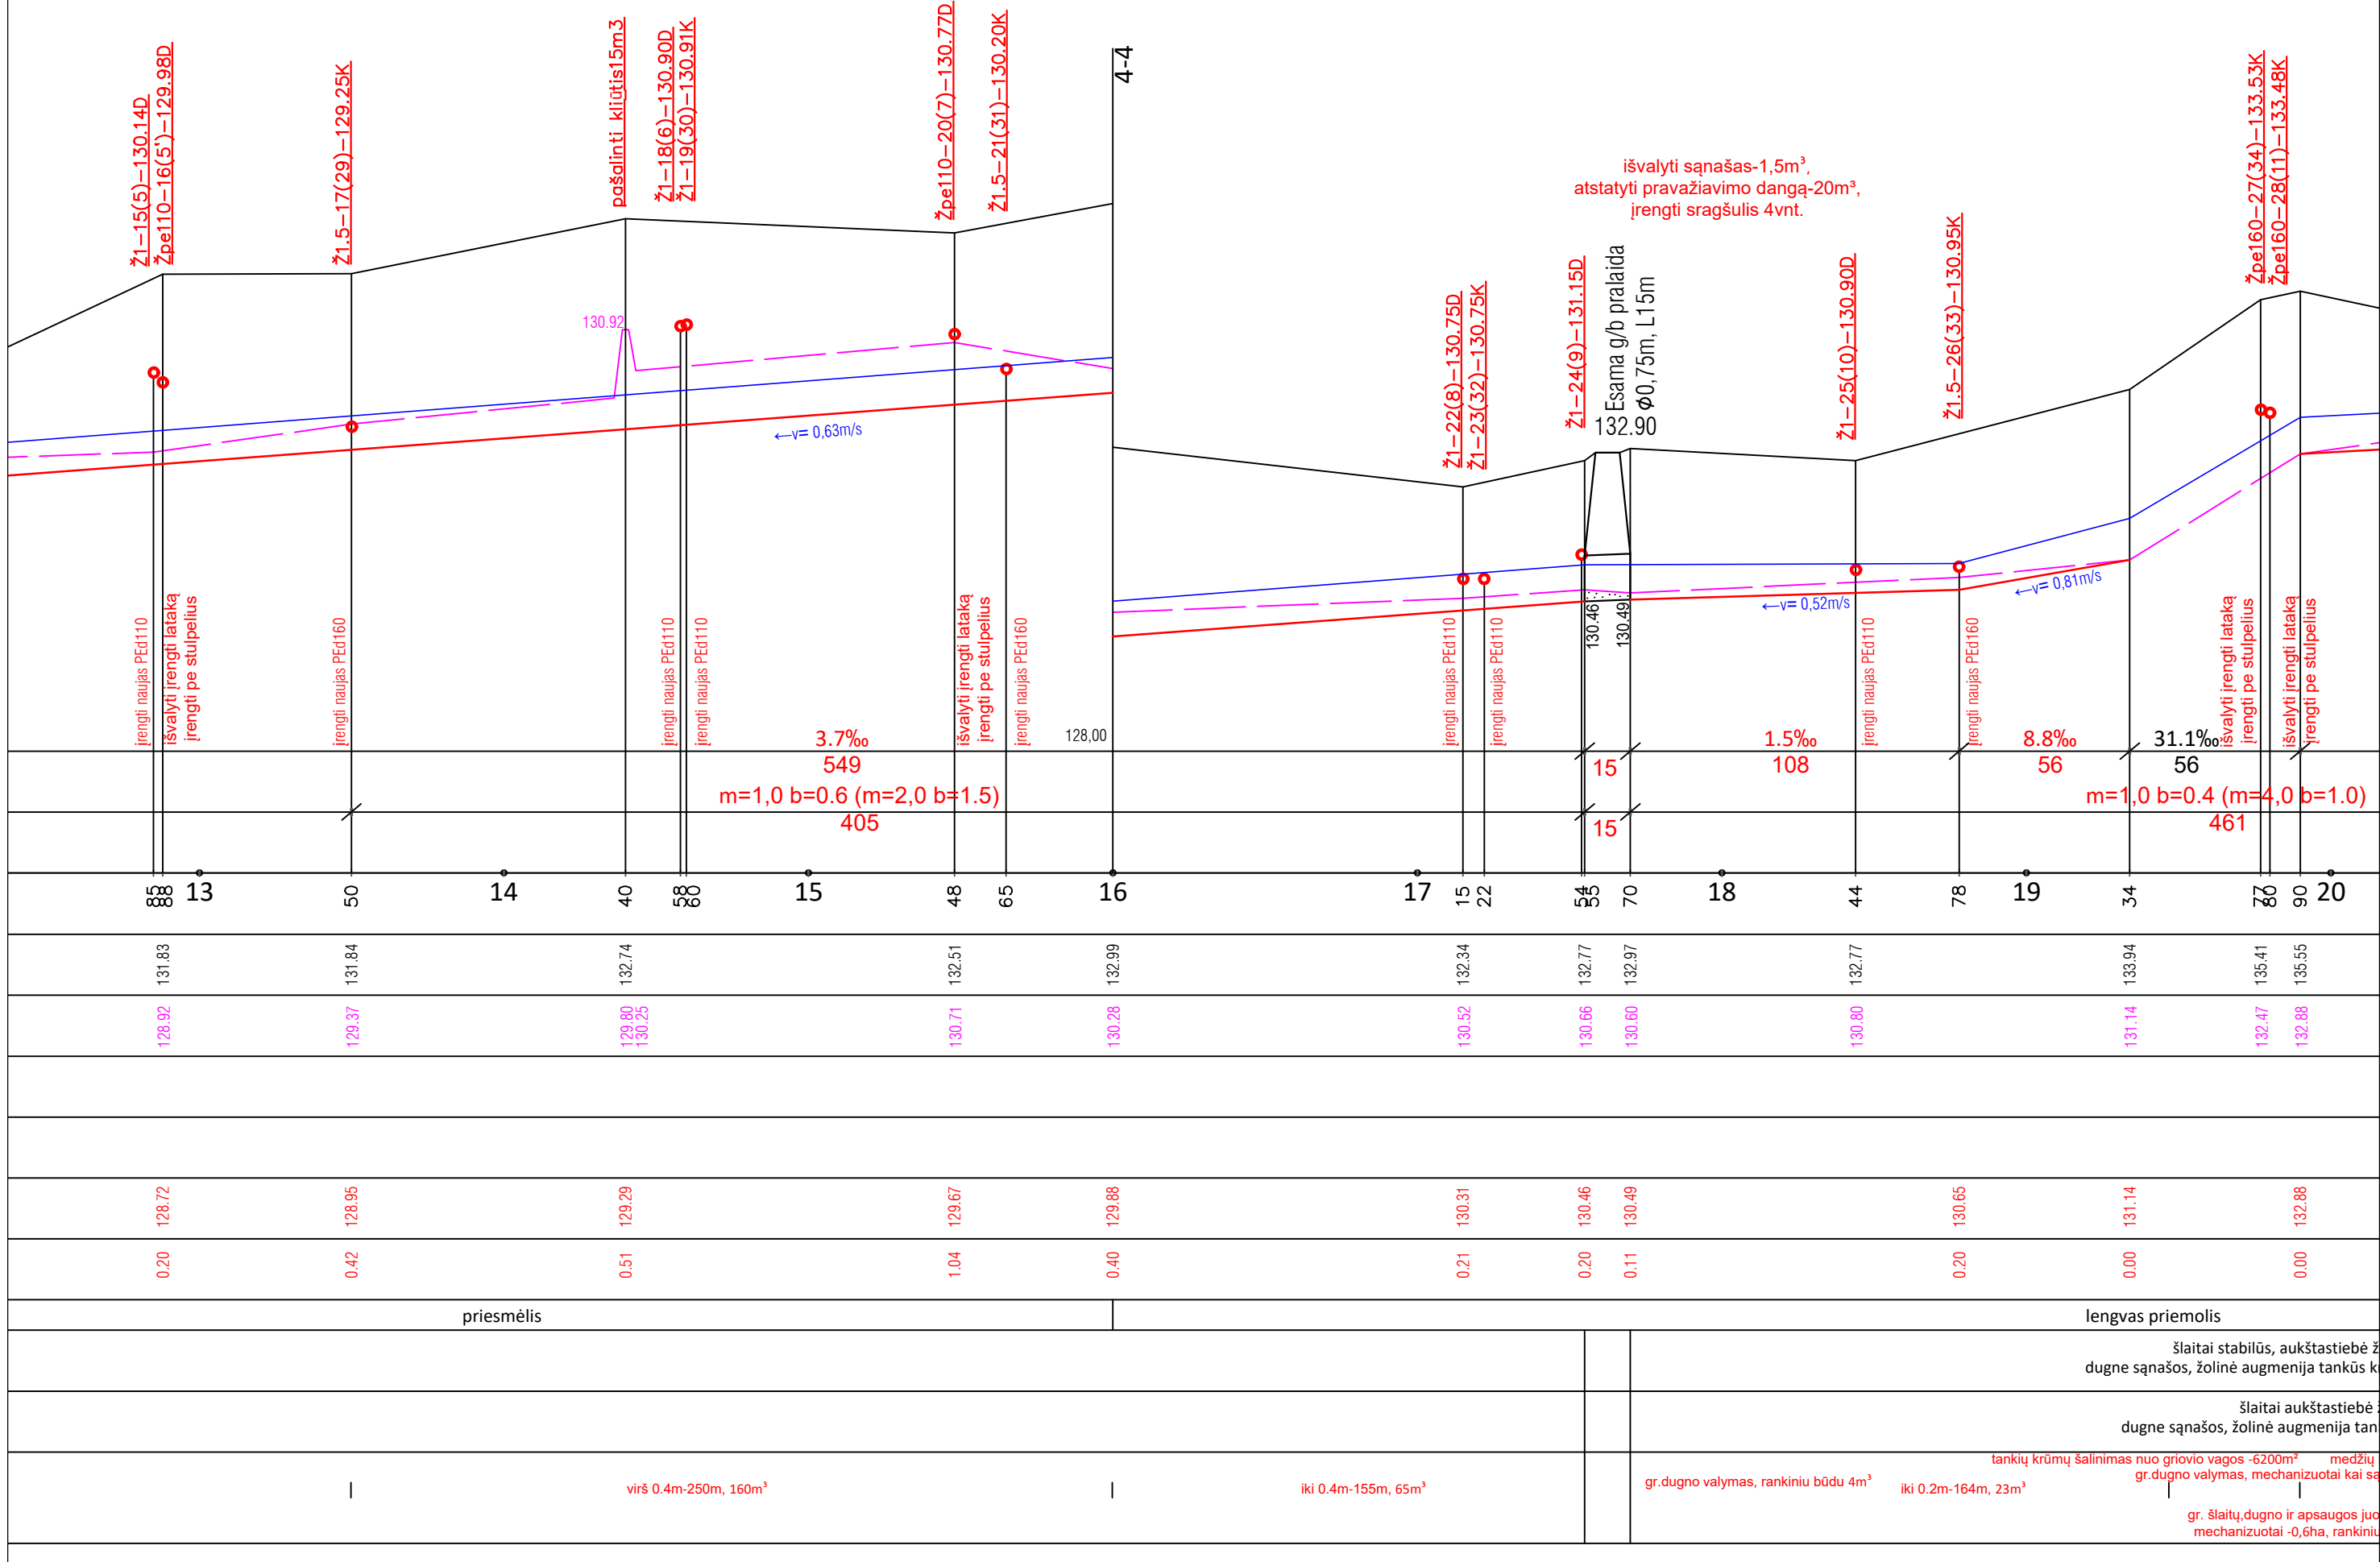 Ž1-15(5)-130.14D
Žpe110-16(5')-129.98D
Ž1.5-17(29)-129.25K
pašalinti kliūtis15m3
Ž1-18(6)-130.90D
Ž1-19(30)-130.91K
Žpe110-20(7)-130.77D
Ž1.5-21(31)-130.20K
4-4
išvalyti sąnašas-1,5m³,
atstatyti pravažiavimo dangą-20m³,
įrengti sragšulis 4vnt.
Ž1-22(8)-130.75D
Ž1-23(32)-130.75K
Ž1-24(9)-131.15D
Esama g/b pralaida
Φ0,75m, L15m
132.90
Ž1-25(10)-130.90D
Ž1.5-26(33)-130.95K
Žpe160-27(34)-133.53K
Žpe160-28(11)-133.48K
130.92
←v= 0,63m/s
←v= 0,52m/s
←v= 0,81m/s
130.46
130.49
įrengti naujas PEd110
išvalyti įrengti lataką
įrengti pe stulpelius
įrengti naujas PEd160
įrengti naujas PEd110
įrengti naujas PEd110
išvalyti įrengti lataką
įrengti pe stulpelius
įrengti naujas PEd160
128,00
įrengti naujas PEd110
įrengti naujas PEd110
įrengti naujas PEd110
įrengti naujas PEd160
išvalyti įrengti lataką
įrengti pe stulpelius
išvalyti įrengti lataką
įrengti pe stulpelius
3.7‰ 1.5‰ 8.8‰ 31.1‰
549 15 108 56 56
m=1,0 b=0.6 (m=2,0 b=1.5) m=1,0 b=0.4 (m=4,0 b=1.0)
405 15 461
85 88 13 50 14 40 58 60 15 48 65 16 17 15 22 54 55 70 18 44 78 19 34 77 80 90 20
131.83 131.84 132.74 132.51 132.99 132.34 132.77 132.97 132.77 133.94 135.41 135.55
128.92 129.37 129.80 130.25 130.71 130.28 130.52 130.66 130.60 130.80 131.14 132.47 132.88
128.72 128.95 129.29 129.67 129.88 130.31 130.46 130.49 130.65 131.14 132.88
0.20 0.42 0.51 1.04 0.40 0.21 0.20 0.11 0.20 0.00 0.00
priesmėlis lengvas priemolis
šlaitai stabilūs, aukštastiebė ž
dugne sąnašos, žolinė augmenija tankūs k
šlaitai aukštastiebė
dugne sąnašos, žolinė augmenija tan
tankių krūmų šalinimas nuo griovio vagos -6200m² medžių
gr.dugno valymas, mechanizuotai kai są
virš 0.4m-250m, 160m³ iki 0.4m-155m, 65m³ gr.dugno valymas, rankiniu būdu 4m³ iki 0.2m-164m, 23m³
gr. šlaitų,dugno ir apsaugos juo
mechanizuotai -0,6ha, rankiniu